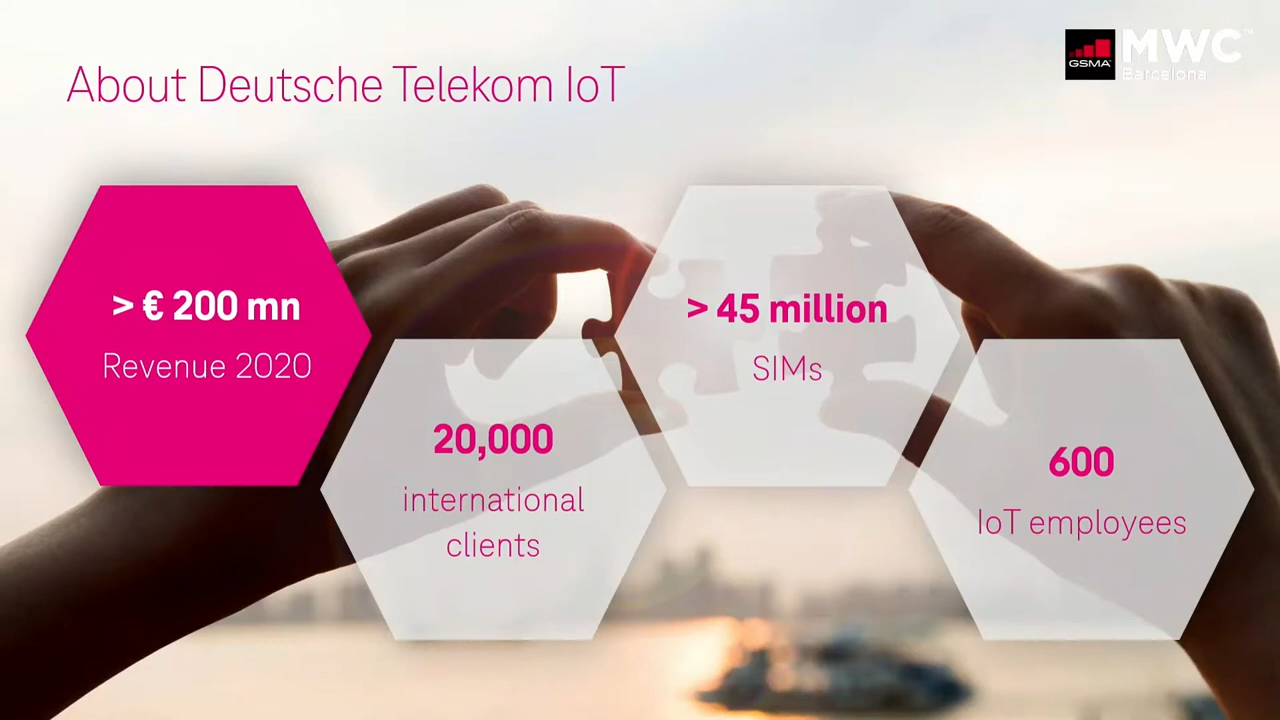 About Deutsche Telekom IoT
GSMA
MWC™
Barcelona
> € 200 mn
Revenue 2020
20,000
international
clients
> 45 million
SIMs
600
IoT employees